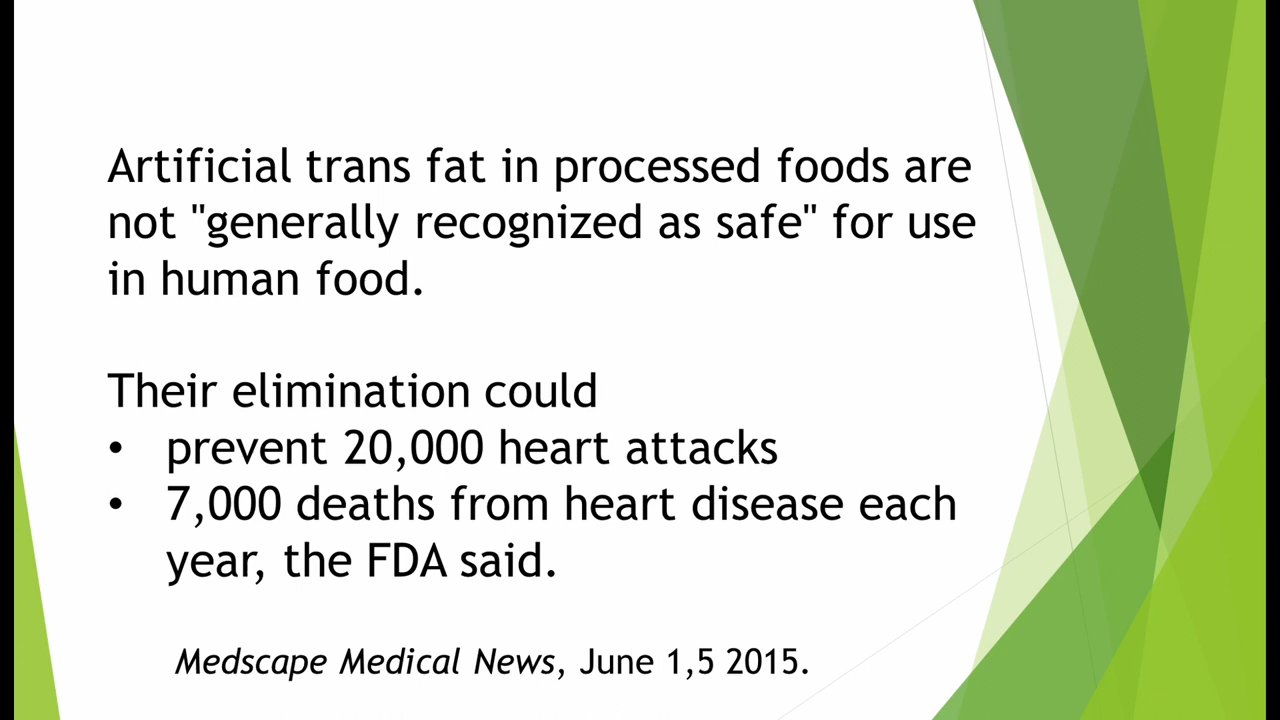 Artificial trans fat in processed foods are
not "generally recognized as safe" for use
in human food.
Their elimination could
• prevent 20,000 heart attacks
• 7,000 deaths from heart disease each
year, the FDA said.
Medscape Medical News, June 1,5 2015.